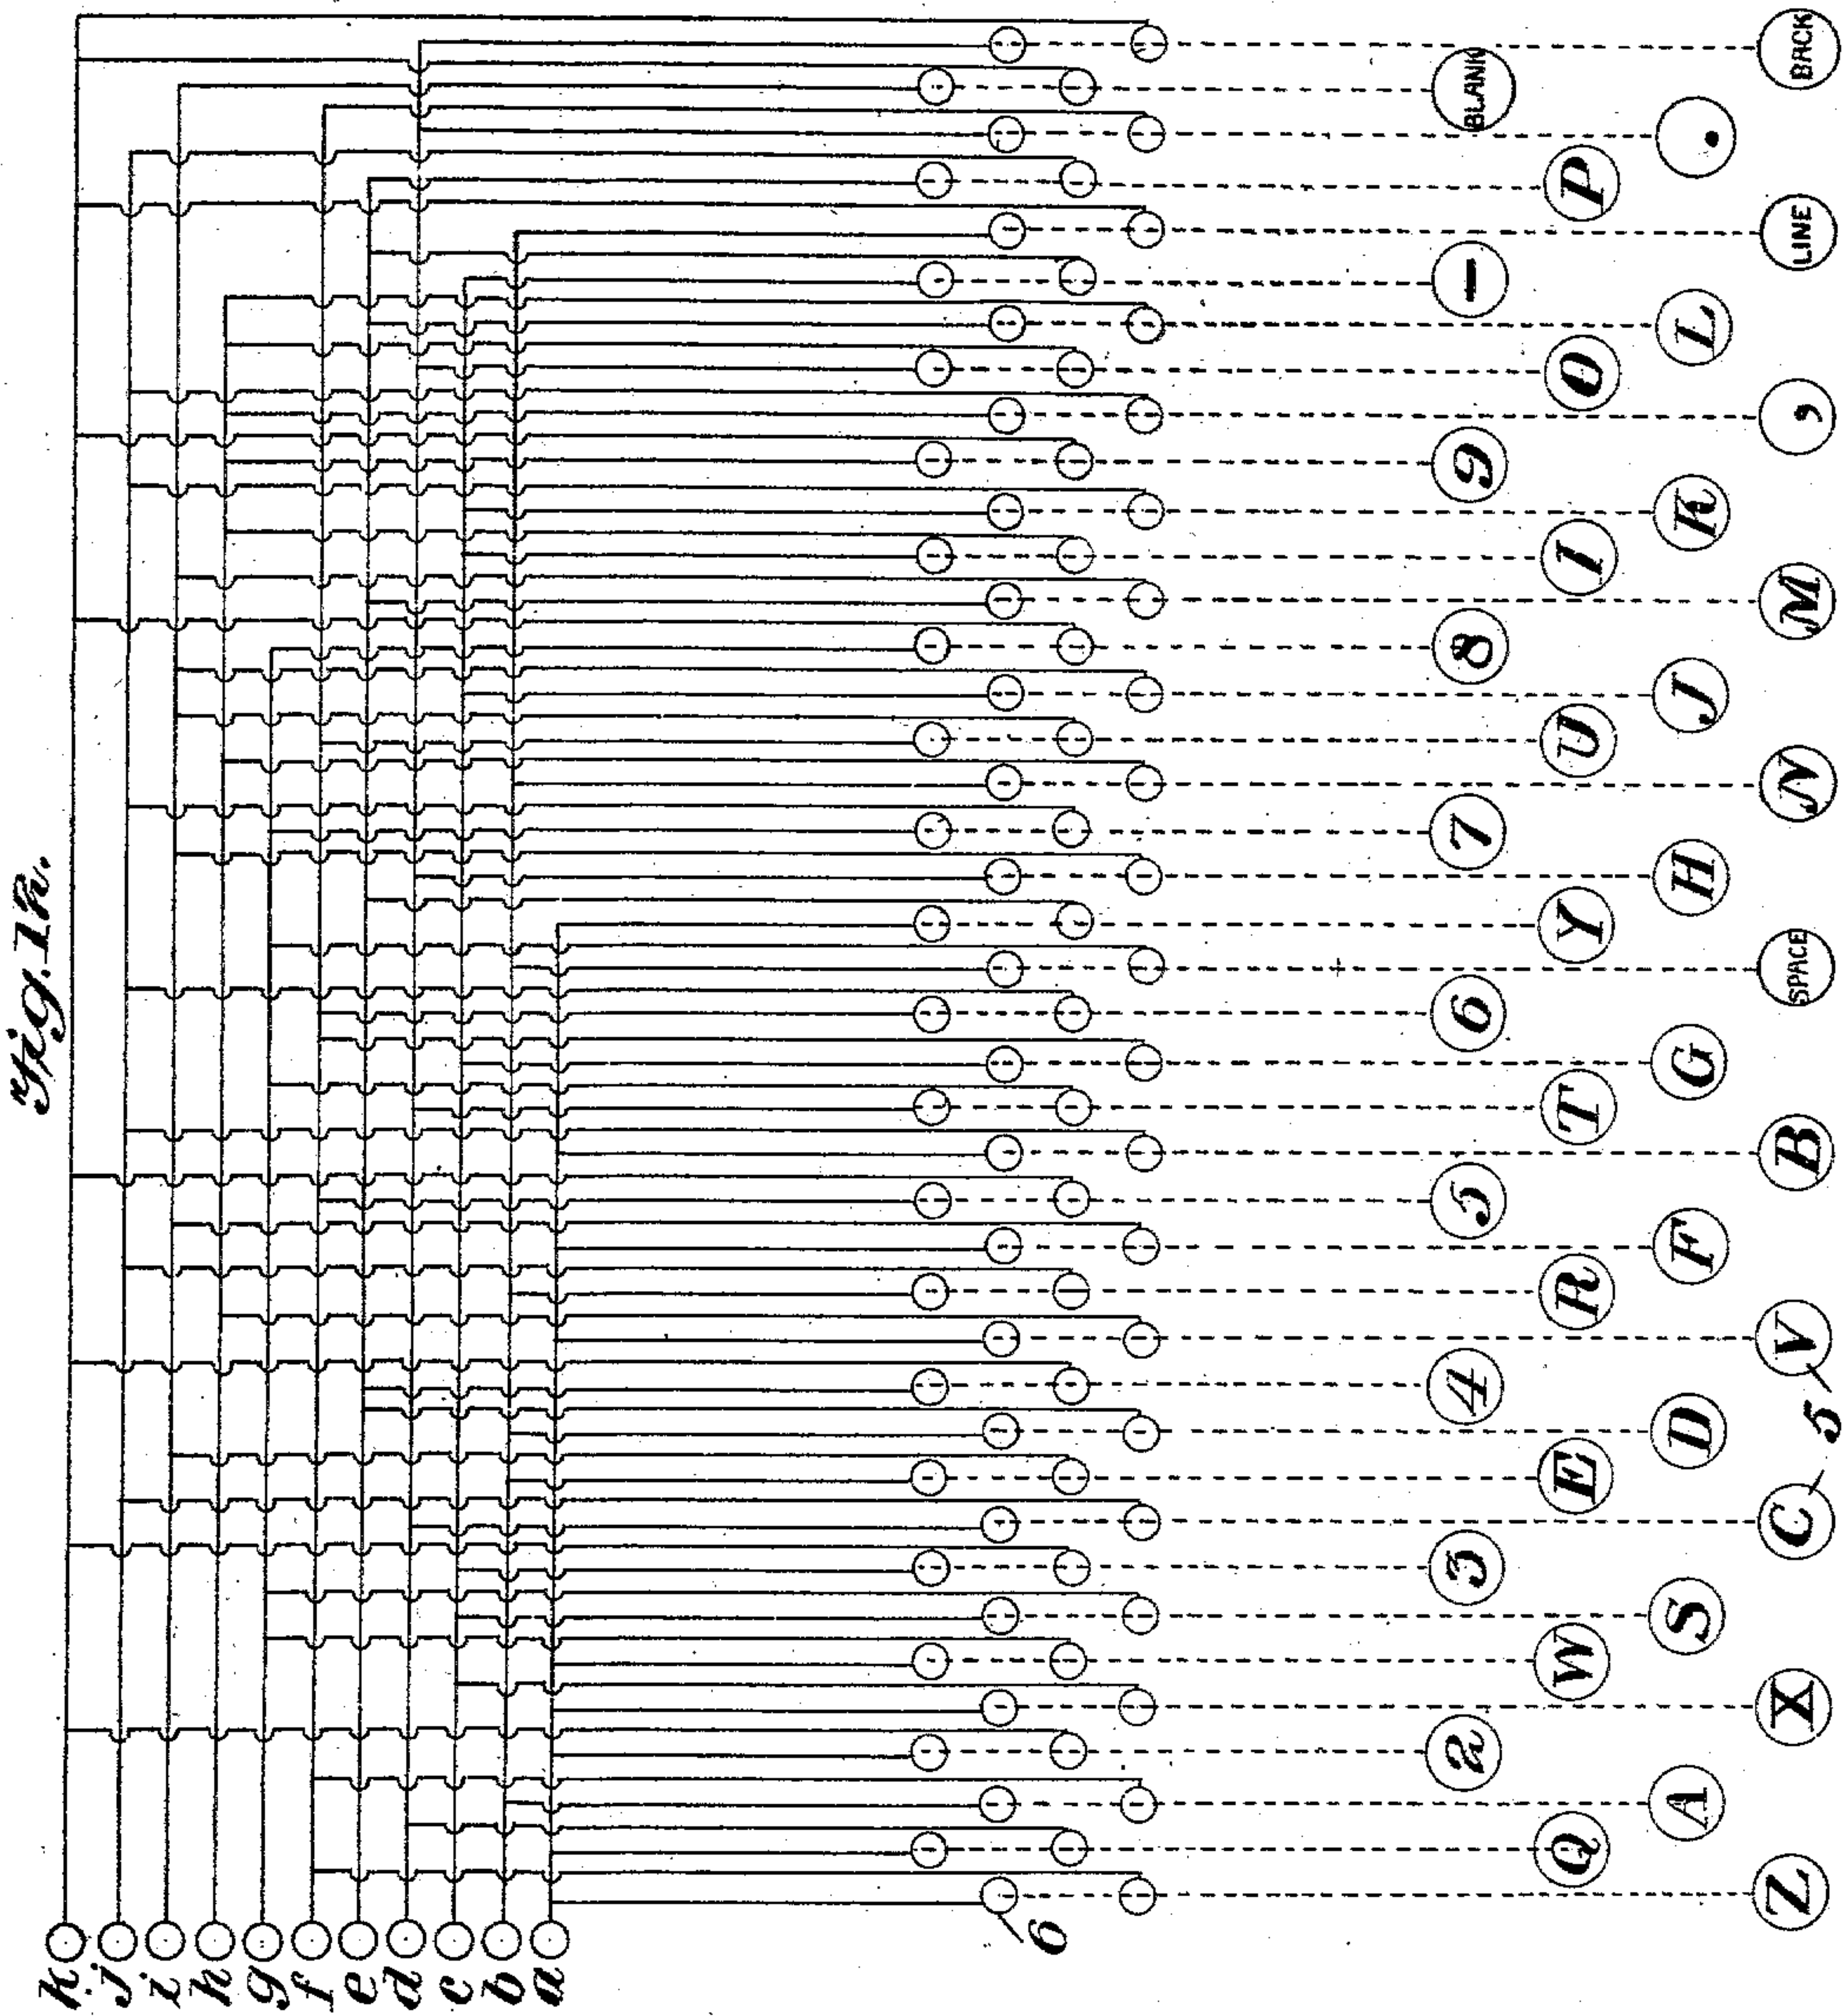 Fig. 1h.
k
j
i
h
g
f
e
d
c
b
a
6
2 3 4 5 6 7 8 9 – BLANK
Q W E R T Y U I O P
A S D F G H J K L .
Z X C V B SPACE N M , LINE BACK
5